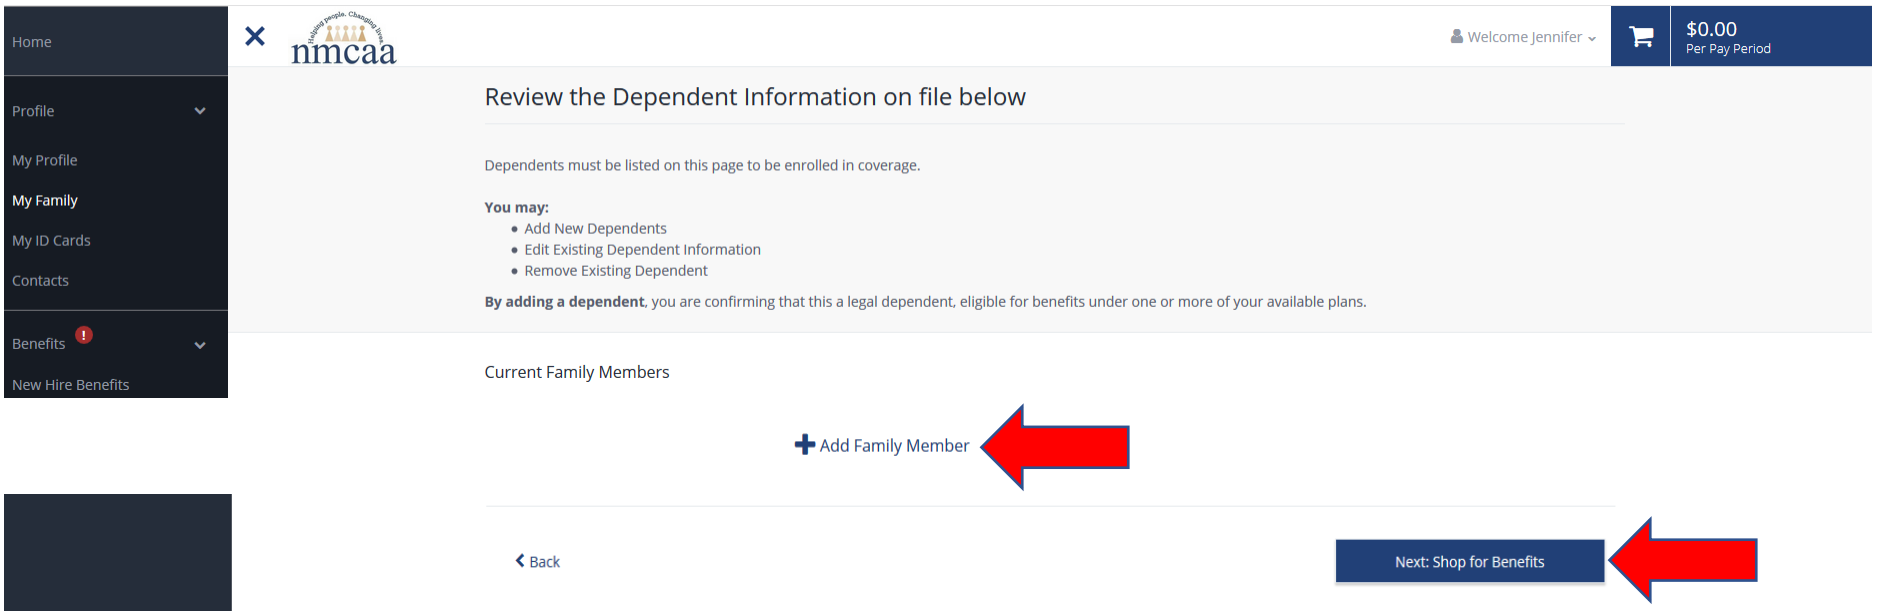 Home
Profile
My Profile
My Family
My ID Cards
Contacts
Benefits !
New Hire Benefits
Helping people. Changing lives.
nmcaa
Welcome Jennifer
$0.00
Per Pay Period
Review the Dependent Information on file below
Dependents must be listed on this page to be enrolled in coverage.
You may:
• Add New Dependents
• Edit Existing Dependent Information
• Remove Existing Dependent
By adding a dependent, you are confirming that this a legal dependent, eligible for benefits under one or more of your available plans.
Current Family Members
Add Family Member
Back
Next: Shop for Benefits